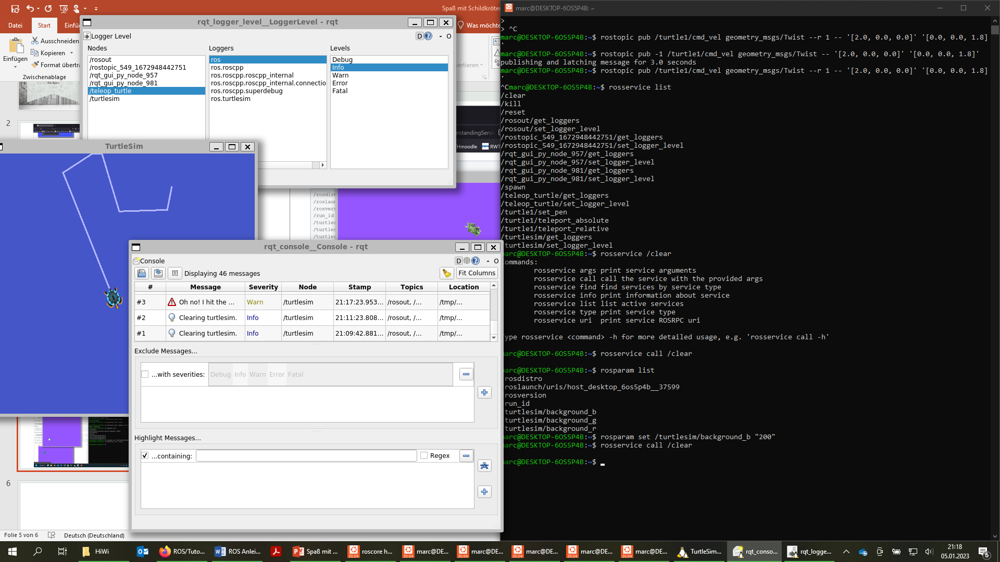 Spaß mit Schildkröte
Datei
Start
Einfü
Was möchte
Ausschneiden
Kopieren
Format übertra
Einfügen
Zwischenablage
2
6
Folie 5 von 6
Deutsch (Deutschland)
rqt_logger_level__LoggerLevel - rqt
Logger Level
D
- O
Nodes
/rosout
/rostopic_549_1672948442751
/rqt_gui_py_node_957
/rqt_gui_py_node_981
/teleop_turtle
/turtlesim
Loggers
ros
ros.roscpp
ros.roscpp.roscpp_internal
ros.roscpp.roscpp_internal.connectio
ros.roscpp.superdebug
ros.turtlesim
Levels
Debug
Info
Warn
Error
Fatal
vertieren
erstandingServic
Hmoodle
RWT
TurtleSim
/rosdist
/roslaur
/rosvers
/run_id
/turtles
/turtles
/turtles
rqt_console__Console - rqt
Console
D
- O
Displaying 46 messages
Fit Columns
# Message Severity Node Stamp Topics Location
#3 Oh no! I hit the ... Warn /turtlesim 21:17:23.953... /rosout, /... /tmp/...
#2 Clearing turtlesim. Info /turtlesim 21:11:23.808... /rosout, /... /tmp/...
#1 Clearing turtlesim. Info /turtlesim 21:09:42.881... /rosout, /... /tmp/...
Exclude Messages...
...with severities: Debug Info Warn Error Fatal
Highlight Messages...
...containing:
Regex
marc@DESKTOP-6OS5P4B: ~
>
> ^C
marc@DESKTOP-6OS5P4B:~$ rostopic pub /turtle1/cmd_vel geometry_msgs/Twist --r 1 -- '[2.0, 0.0, 0.0]' '[0.0, 0.0, 1.8]
'
marc@DESKTOP-6OS5P4B:~$ rostopic pub -1 /turtle1/cmd_vel geometry_msgs/Twist -- '[2.0, 0.0, 0.0]' '[0.0, 0.0, 1.8]'
publishing and latching message for 3.0 seconds
marc@DESKTOP-6OS5P4B:~$ rostopic pub /turtle1/cmd_vel geometry_msgs/Twist --r 1 -- '[2.0, 0.0, 0.0]' '[0.0, 0.0, 1.8]
'
^Cmarc@DESKTOP-6OS5P4B:~$ rosservice list
/clear
/kill
/reset
/rosout/get_loggers
/rosout/set_logger_level
/rostopic_549_1672948442751/get_loggers
/rostopic_549_1672948442751/set_logger_level
/rqt_gui_py_node_957/get_loggers
/rqt_gui_py_node_957/set_logger_level
/rqt_gui_py_node_981/get_loggers
/rqt_gui_py_node_981/set_logger_level
/spawn
/teleop_turtle/get_loggers
/teleop_turtle/set_logger_level
/turtle1/set_pen
/turtle1/teleport_absolute
/turtle1/teleport_relative
/turtlesim/get_loggers
turtlesim/set_logger_level
arc@DESKTOP-6OS5P4B:~$ rosservice /clear
ommands:
rosservice args print service arguments
rosservice call call the service with the provided args
rosservice find find services by service type
rosservice info print information about service
rosservice list list active services
rosservice type print service type
rosservice uri print service ROSRPC uri
ype rosservice <command> -h for more detailed usage, e.g. 'rosservice call -h'
arc@DESKTOP-6OS5P4B:~$ rosservice call /clear
arc@DESKTOP-6OS5P4B:~$ rosparam list
rosdistro
roslaunch/uris/host_desktop_6os5p4b__37599
rosversion
run_id
turtlesim/background_b
turtlesim/background_g
turtlesim/background_r
arc@DESKTOP-6OS5P4B:~$ rosparam set /turtlesim/background_b "200"
arc@DESKTOP-6OS5P4B:~$ rosservice call /clear
arc@DESKTOP-6OS5P4B:~$
HiWi
ROS/Tuto...
ROS Anlei...
Spaß mit ...
roscore h...
marc@DE...
marc@DE...
marc@DE...
marc@DE...
marc@DE...
TurtleSim...
rqt_conso...
rqt_logge...
21:18
05.01.2023
6